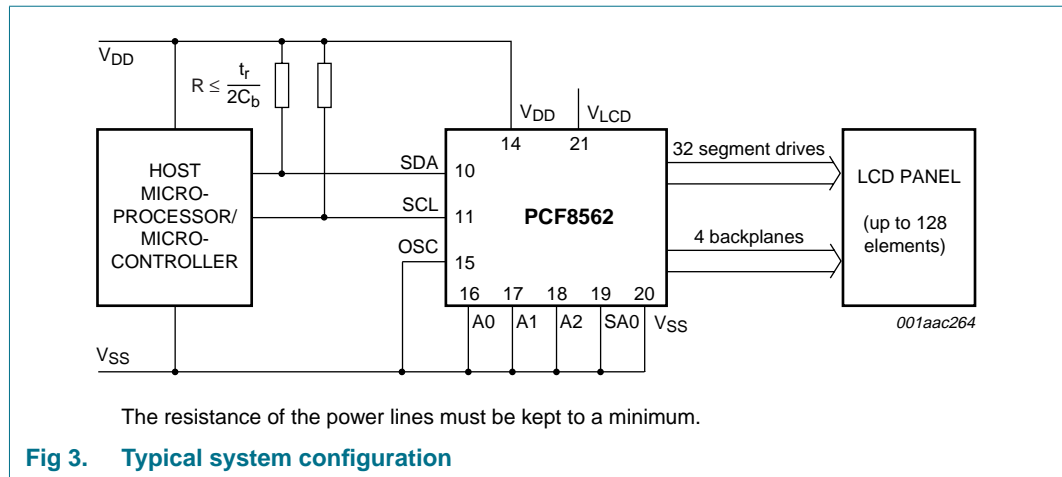 VDD
R ≤ tr
2Cb
VDD
VLCD
14
21
HOST
MICRO-
PROCESSOR/
MICRO-
CONTROLLER
SDA
10
SCL
11
OSC
15
PCF8562
32 segment drives
4 backplanes
LCD PANEL
(up to 128
elements)
16 17 18 19 20
A0 A1 A2 SA0 VSS
001aac264
VSS
The resistance of the power lines must be kept to a minimum.
Fig 3. Typical system configuration